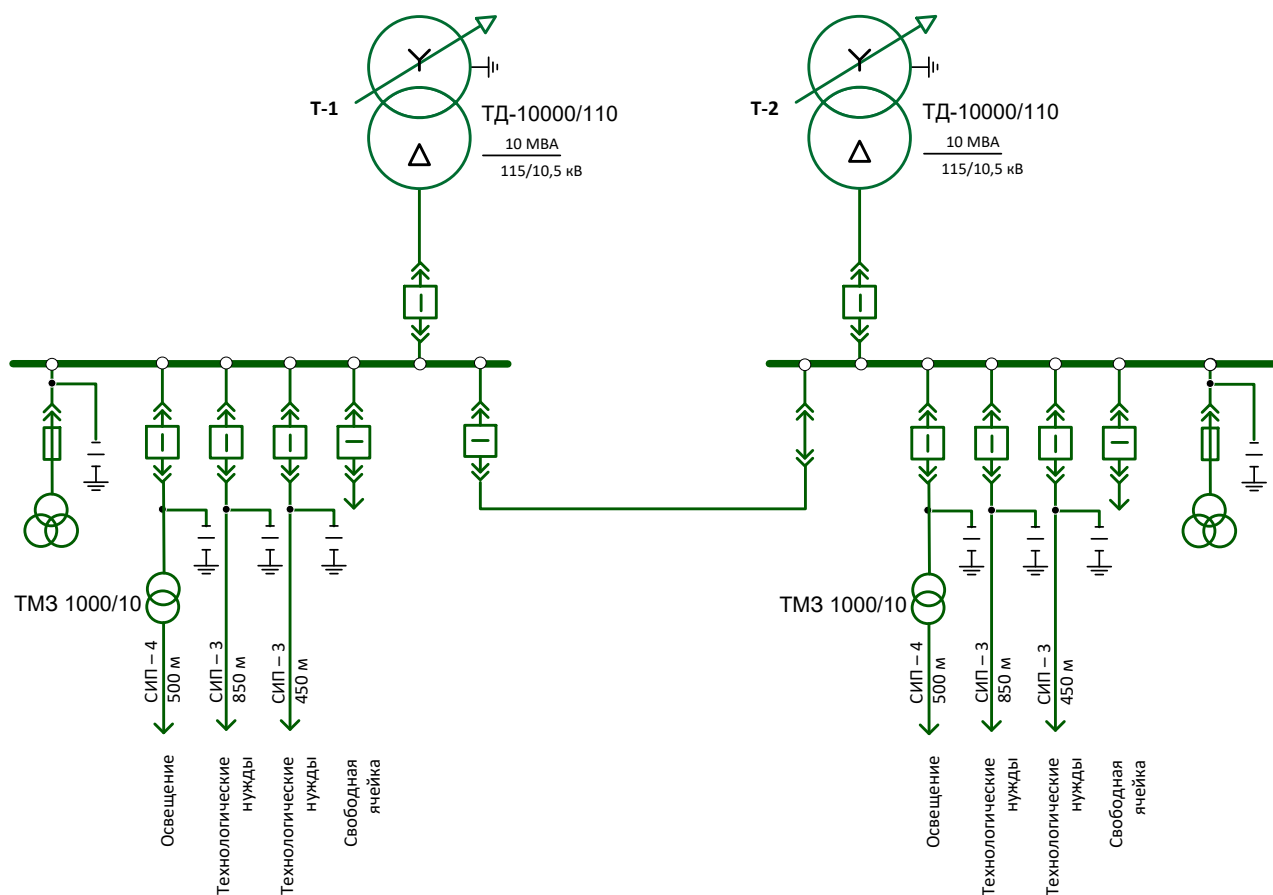 Т-1
ТД-10000/110
10 МВА
115/10,5 кВ
Т-2
ТД-10000/110
10 МВА
115/10,5 кВ
ТМЗ 1000/10
СИП – 4
500 м
СИП – 3
850 м
СИП – 3
450 м
Освещение
Технологические
нужды
Технологические
нужды
Свободная
ячейка
ТМЗ 1000/10
СИП – 4
500 м
СИП – 3
850 м
СИП – 3
450 м
Освещение
Технологические
нужды
Технологические
нужды
Свободная
ячейка